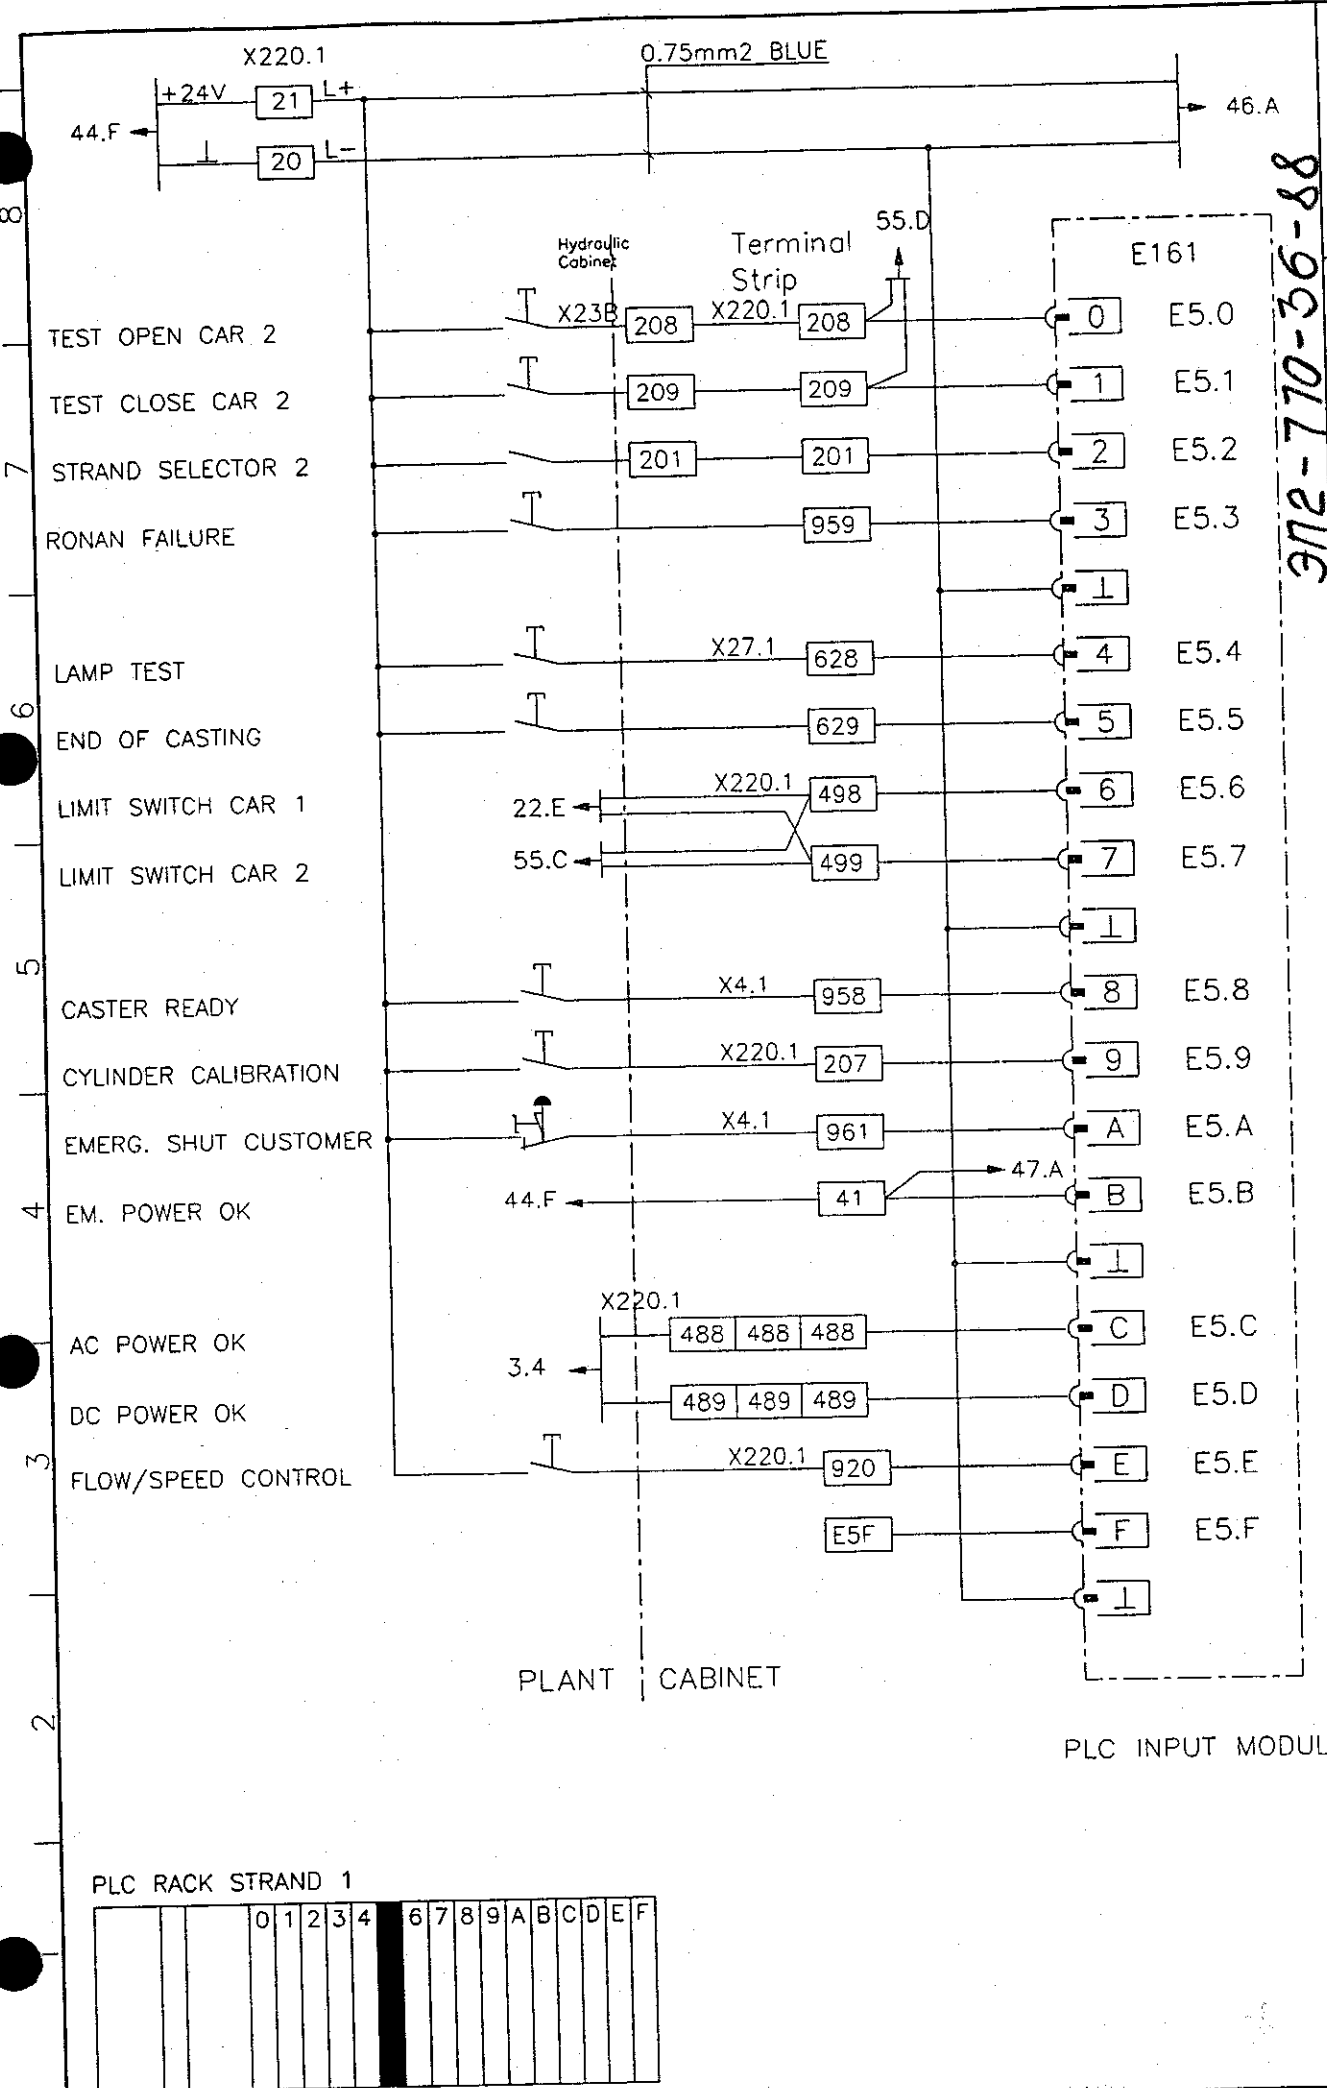 X220.1
0.75mm2 BLUE
+24V 21 L+
44.F 46.A
⊥ 20 L-
8
ЭП2-770-36-88
55.D
Hydraulic
Cabinet
Terminal
Strip
E161
TEST OPEN CAR 2 X23B 208 X220.1 208 0 E5.0
TEST CLOSE CAR 2 209 209 1 E5.1
7
STRAND SELECTOR 2 201 201 2 E5.2
RONAN FAILURE 959 3 E5.3
⊥
LAMP TEST X27.1 628 4 E5.4
6
END OF CASTING 629 5 E5.5
LIMIT SWITCH CAR 1 22.E X220.1 498 6 E5.6
LIMIT SWITCH CAR 2 55.C 499 7 E5.7
⊥
5
CASTER READY X4.1 958 8 E5.8
CYLINDER CALIBRATION X220.1 207 9 E5.9
EMERG. SHUT CUSTOMER X4.1 961 A E5.A
47.A
4
EM. POWER OK 44.F 41 B E5.B
⊥
X220.1
AC POWER OK 488 488 488 C E5.C
3.4
DC POWER OK 489 489 489 D E5.D
3
FLOW/SPEED CONTROL X220.1 920 E E5.E
E5F F E5.F
⊥
PLANT CABINET
2
PLC INPUT MODUL
PLC RACK STRAND 1
0 1 2 3 4 6 7 8 9 A B C D E F